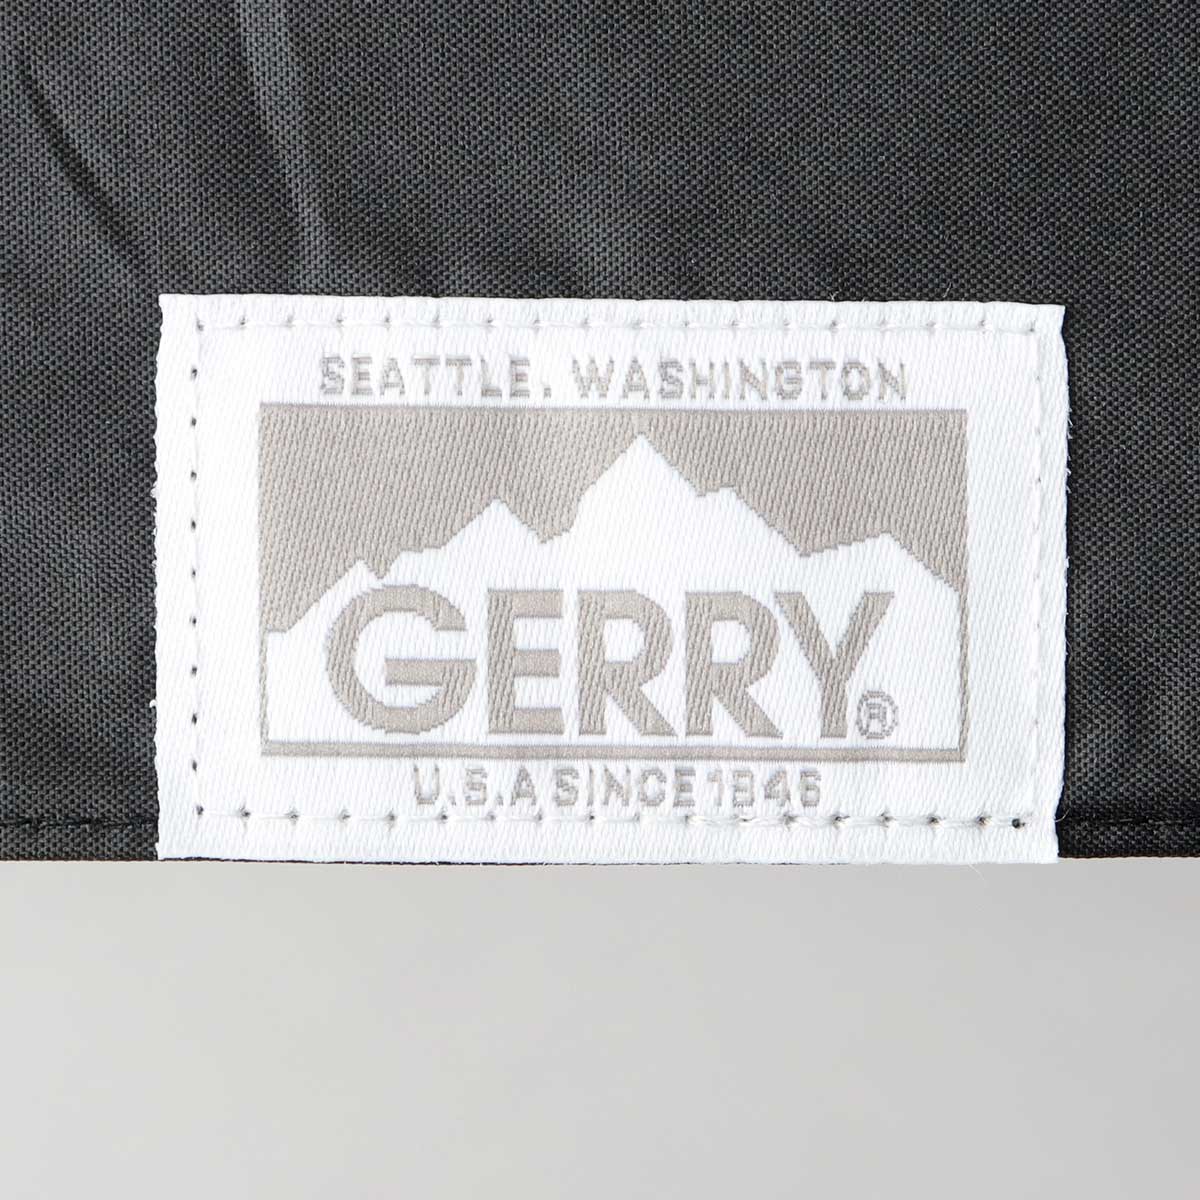 SEATTLE, WASHINGTON
GERRY®
U.S.A SINCE 1946